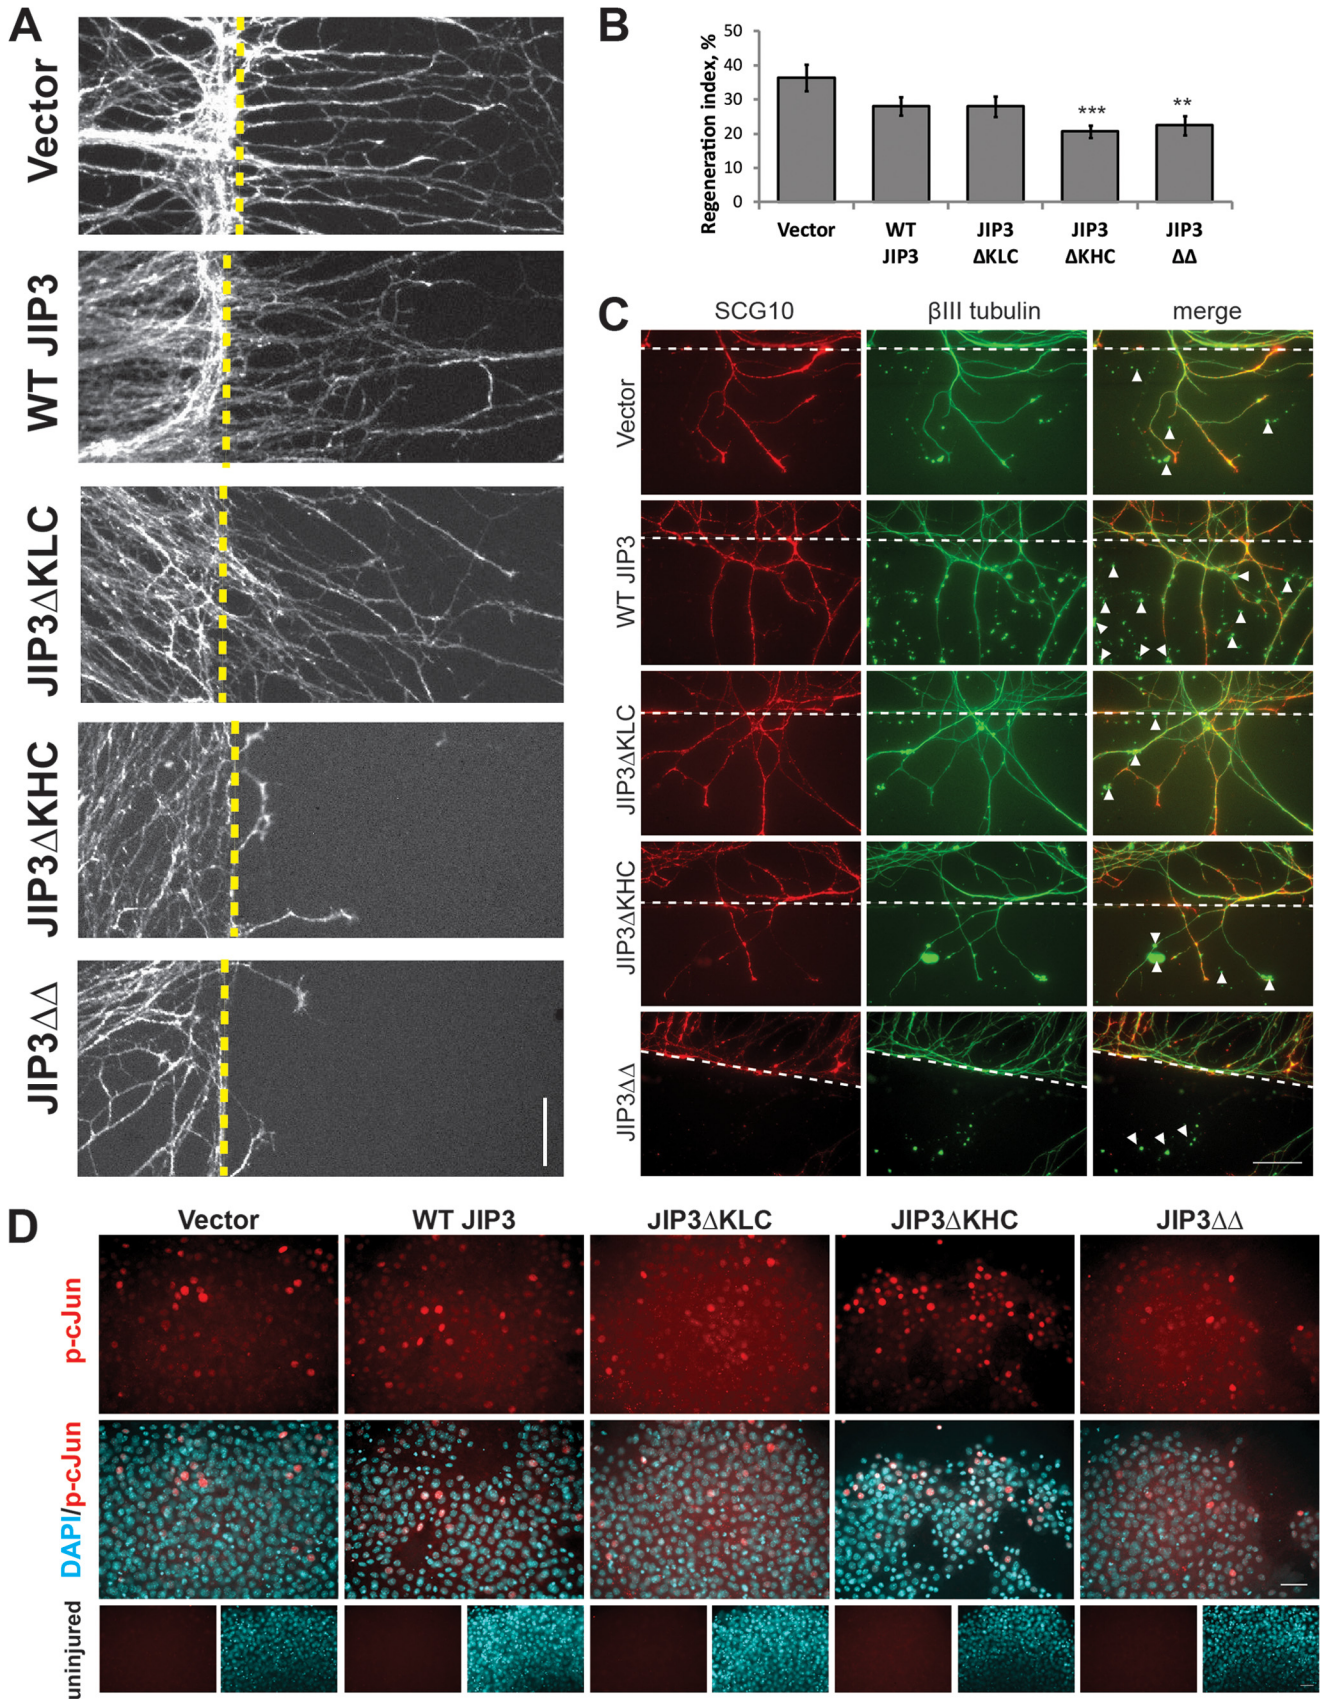 A
Vector
WT JIP3
JIP3ΔKLC
JIP3ΔKHC
JIP3ΔΔ
B
Regeneration index, %
50
40
30
20
10
0
***
**
Vector
WT
JIP3
JIP3
ΔKLC
JIP3
ΔKHC
JIP3
ΔΔ
C
SCG10
βIII tubulin
merge
Vector
WT JIP3
JIP3ΔKLC
JIP3ΔKHC
JIP3ΔΔ
D
Vector
WT JIP3
JIP3ΔKLC
JIP3ΔKHC
JIP3ΔΔ
p-cJun
DAPI/p-cJun
uninjured